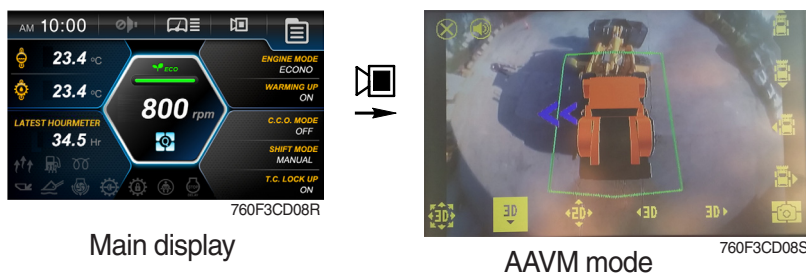 AM 10:00
23.4 ℃
ECO
ENGINE MODE
ECONO
23.4 ℃
WARMING UP
ON
800 rpm
LATEST HOURMETER
34.5 Hr
C.C.O. MODE
OFF
SHIFT MODE
MANUAL
T.C. LOCK UP
ON
760F3CD08R
Main display
3D
3D
2D
3D
3D
AAVM mode
760F3CD08S